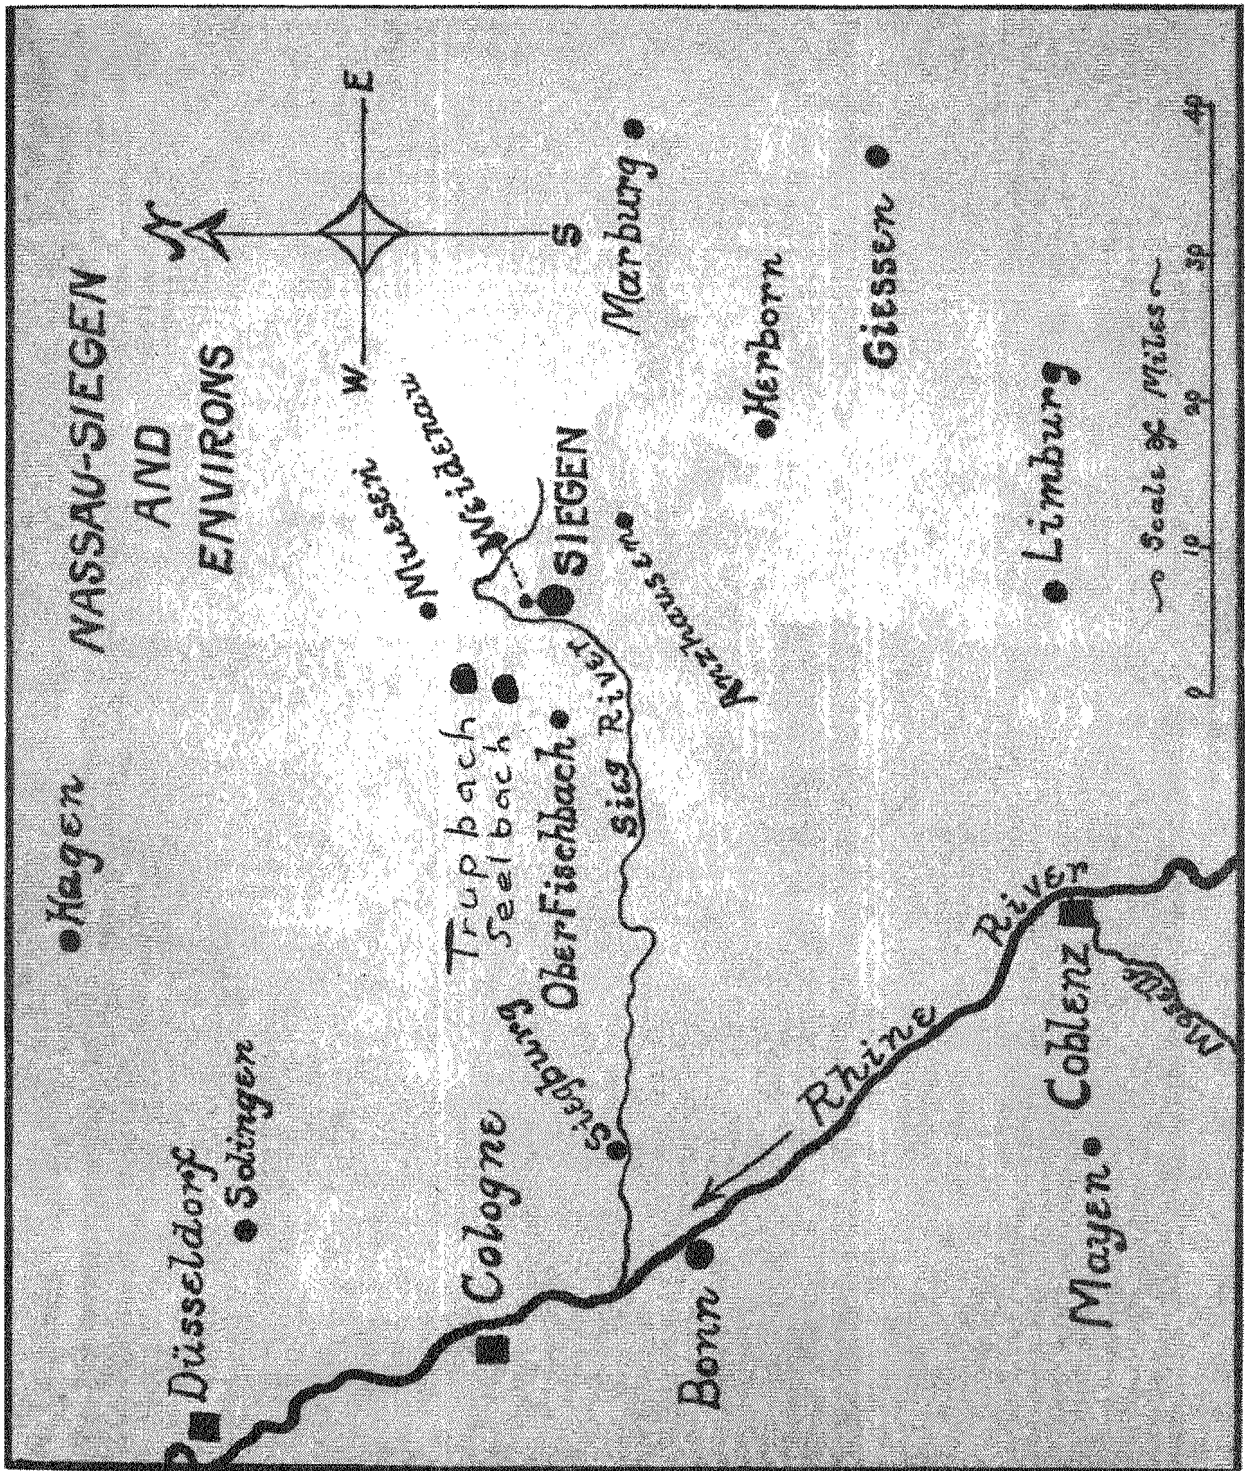 NASSAU-SIEGEN
AND
ENVIRONS
N
W
E
S
Hagen
Düsseldorf
Solingen
Muesen
Weidenau
Trupbach
Seelbach
Cologne
Siegburg
OberFischbach
SIEGEN
Sieg River
Marburg
Anzhausen
Bonn
Herborn
Rhine River
Giessen
Limburg
Coblenz
Mayen
Moselle
Scale of Miles
0 10 20 30 40